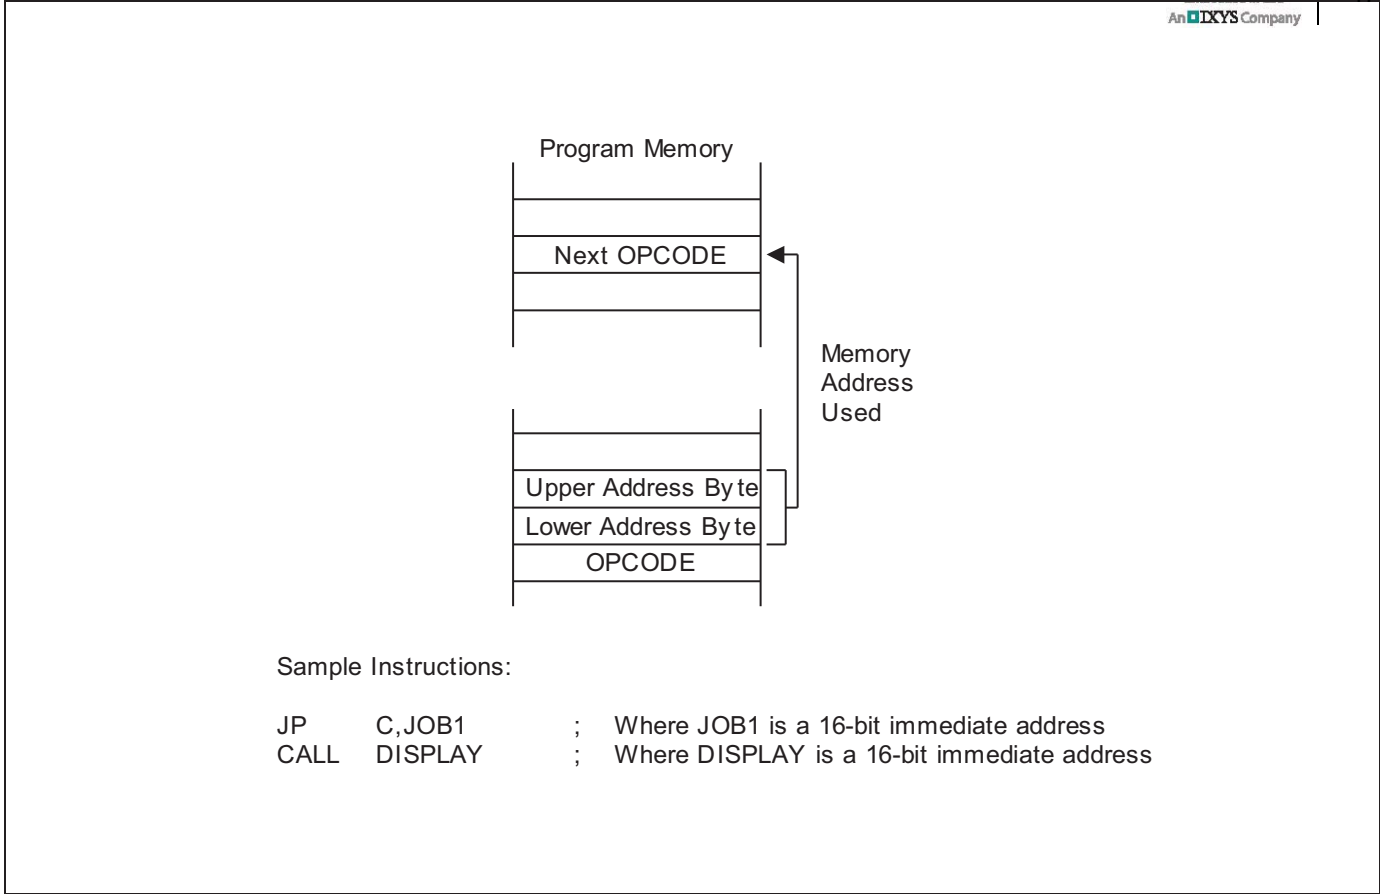 An IXYS Company
Program Memory
Next OPCODE
Memory
Address
Used
Upper Address Byte
Lower Address Byte
OPCODE
Sample Instructions:
JP C,JOB1 ; Where JOB1 is a 16-bit immediate address
CALL DISPLAY ; Where DISPLAY is a 16-bit immediate address